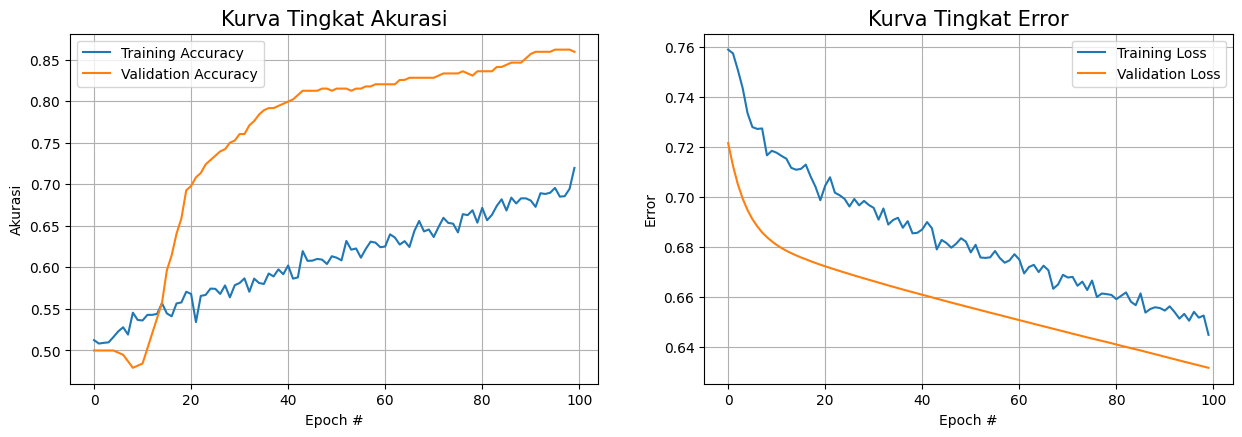 Kurva Tingkat Akurasi
Training Accuracy
Validation Accuracy
0.85
0.80
0.75
0.70
0.65
0.60
0.55
0.50
Akurasi
0 20 40 60 80 100
Epoch #
Kurva Tingkat Error
Training Loss
Validation Loss
0.76
0.74
0.72
0.70
0.68
0.66
0.64
Error
0 20 40 60 80 100
Epoch #